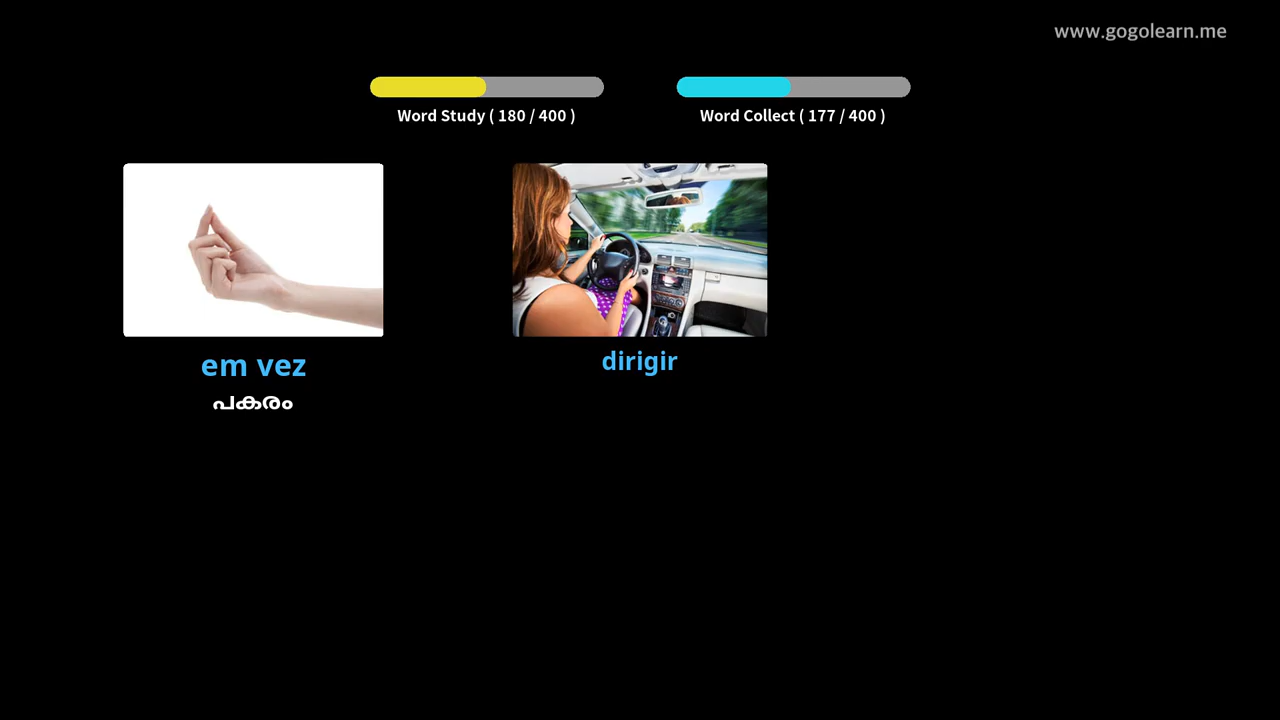 www.gogolearn.me
Word Study ( 180 / 400 )
Word Collect ( 177 / 400 )
em vez
dirigir
പകരം